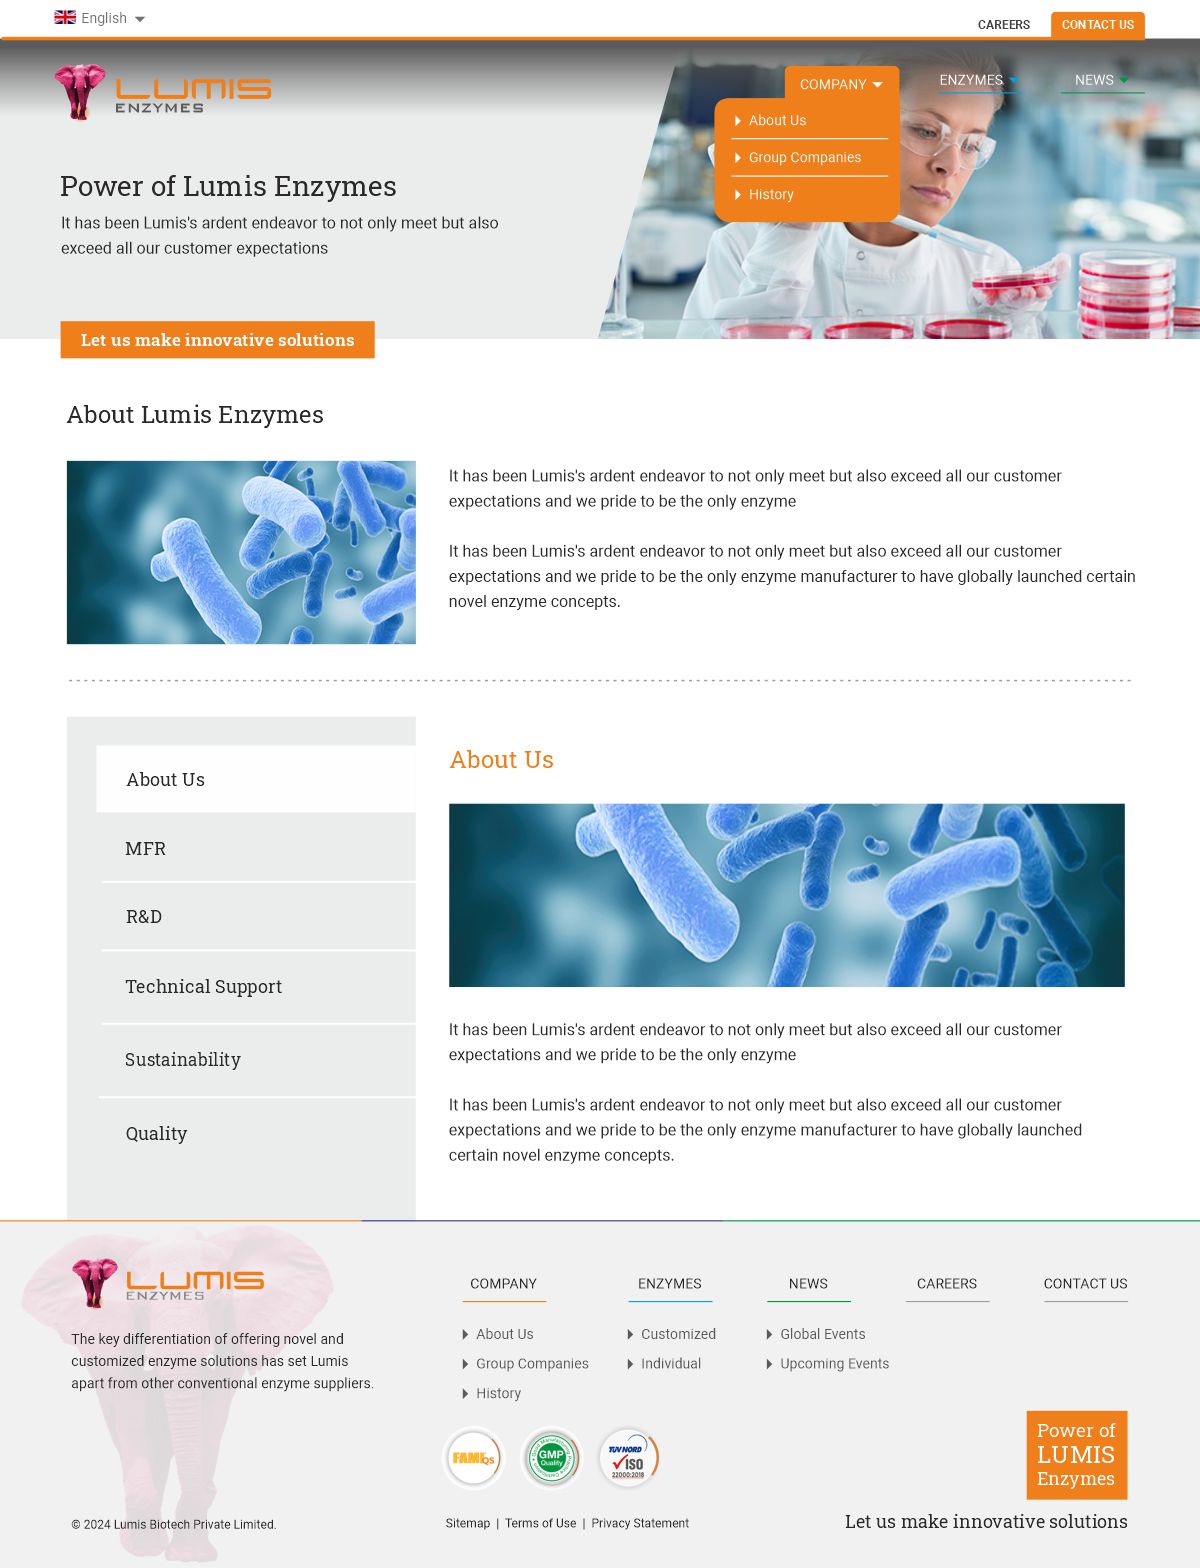 English
CAREERS
CONTACT US
LUMIS
ENZYMES
COMPANY
ENZYMES
NEWS
About Us
Group Companies
History
Power of Lumis Enzymes
It has been Lumis's ardent endeavor to not only meet but also
exceed all our customer expectations
Let us make innovative solutions
About Lumis Enzymes
It has been Lumis's ardent endeavor to not only meet but also exceed all our customer
expectations and we pride to be the only enzyme
It has been Lumis's ardent endeavor to not only meet but also exceed all our customer
expectations and we pride to be the only enzyme manufacturer to have globally launched certain
novel enzyme concepts.
About Us
MFR
R&D
Technical Support
Sustainability
Quality
About Us
It has been Lumis's ardent endeavor to not only meet but also exceed all our customer
expectations and we pride to be the only enzyme
It has been Lumis's ardent endeavor to not only meet but also exceed all our customer
expectations and we pride to be the only enzyme manufacturer to have globally launched
certain novel enzyme concepts.
LUMIS
ENZYMES
The key differentiation of offering novel and
customized enzyme solutions has set Lumis
apart from other conventional enzyme suppliers.
© 2024 Lumis Biotech Private Limited.
COMPANY
About Us
Group Companies
History
ENZYMES
Customized
Individual
NEWS
Global Events
Upcoming Events
CAREERS
CONTACT US
FAMI QS
GMP
Quality
TUV NORD
ISO
22000:2018
Sitemap | Terms of Use | Privacy Statement
Power of
LUMIS
Enzymes
Let us make innovative solutions